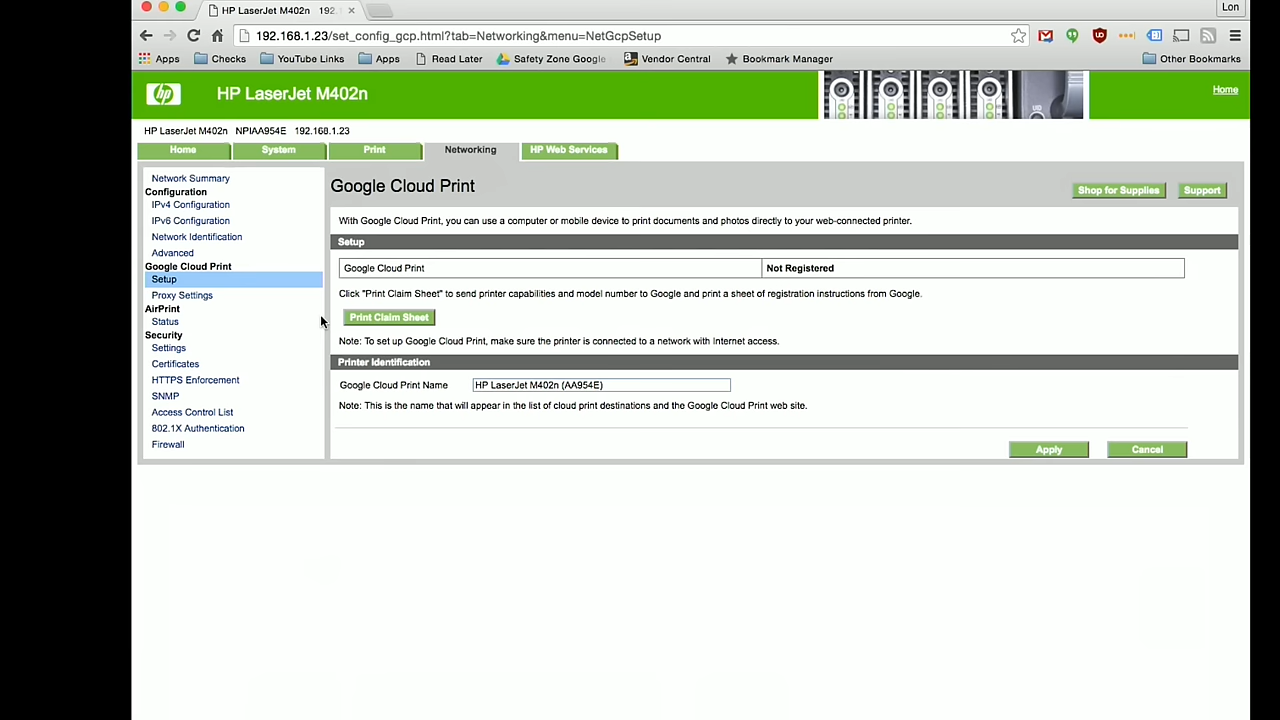 HP LaserJet M402n 192.
Lon
192.168.1.23/set_config_gcp.html?tab=Networking&menu=NetGcpSetup
Apps Checks YouTube Links Apps Read Later Safety Zone Google Vendor Central Bookmark Manager Other Bookmarks
hp HP LaserJet M402n Home
UID
HP LaserJet M402n NPIAA954E 192.168.1.23
Home System Print Networking HP Web Services
Network Summary
Configuration
IPv4 Configuration
IPv6 Configuration
Network Identification
Advanced
Google Cloud Print
Setup
Proxy Settings
AirPrint
Status
Security
Settings
Certificates
HTTPS Enforcement
SNMP
Access Control List
802.1X Authentication
Firewall
Google Cloud Print
Shop for Supplies Support
With Google Cloud Print, you can use a computer or mobile device to print documents and photos directly to your web-connected printer.
Setup
Google Cloud Print Not Registered
Click "Print Claim Sheet" to send printer capabilities and model number to Google and print a sheet of registration instructions from Google.
Print Claim Sheet
Note: To set up Google Cloud Print, make sure the printer is connected to a network with Internet access.
Printer Identification
Google Cloud Print Name HP LaserJet M402n (AA954E)
Note: This is the name that will appear in the list of cloud print destinations and the Google Cloud Print web site.
Apply Cancel